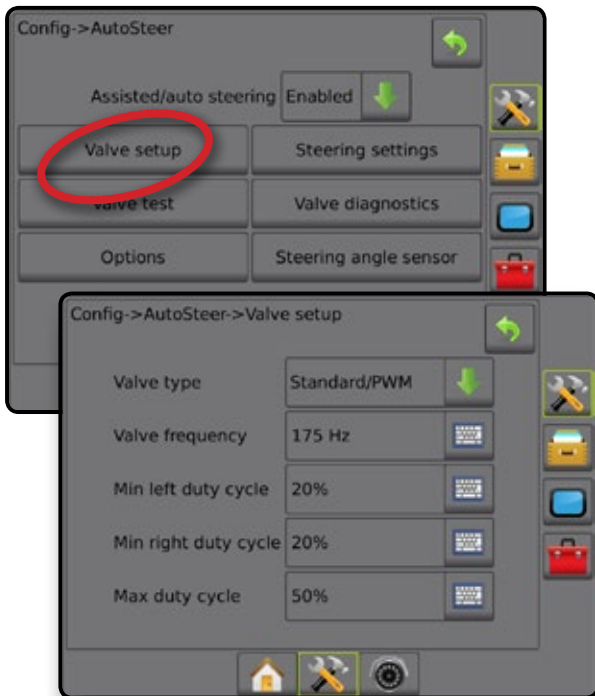 Config->AutoSteer
Assisted/auto steering Enabled
Valve setup Steering settings
Valve test Valve diagnostics
Options Steering angle sensor
Config->AutoSteer->Valve setup
Valve type Standard/PWM
Valve frequency 175 Hz
Min left duty cycle 20%
Min right duty cycle 20%
Max duty cycle 50%